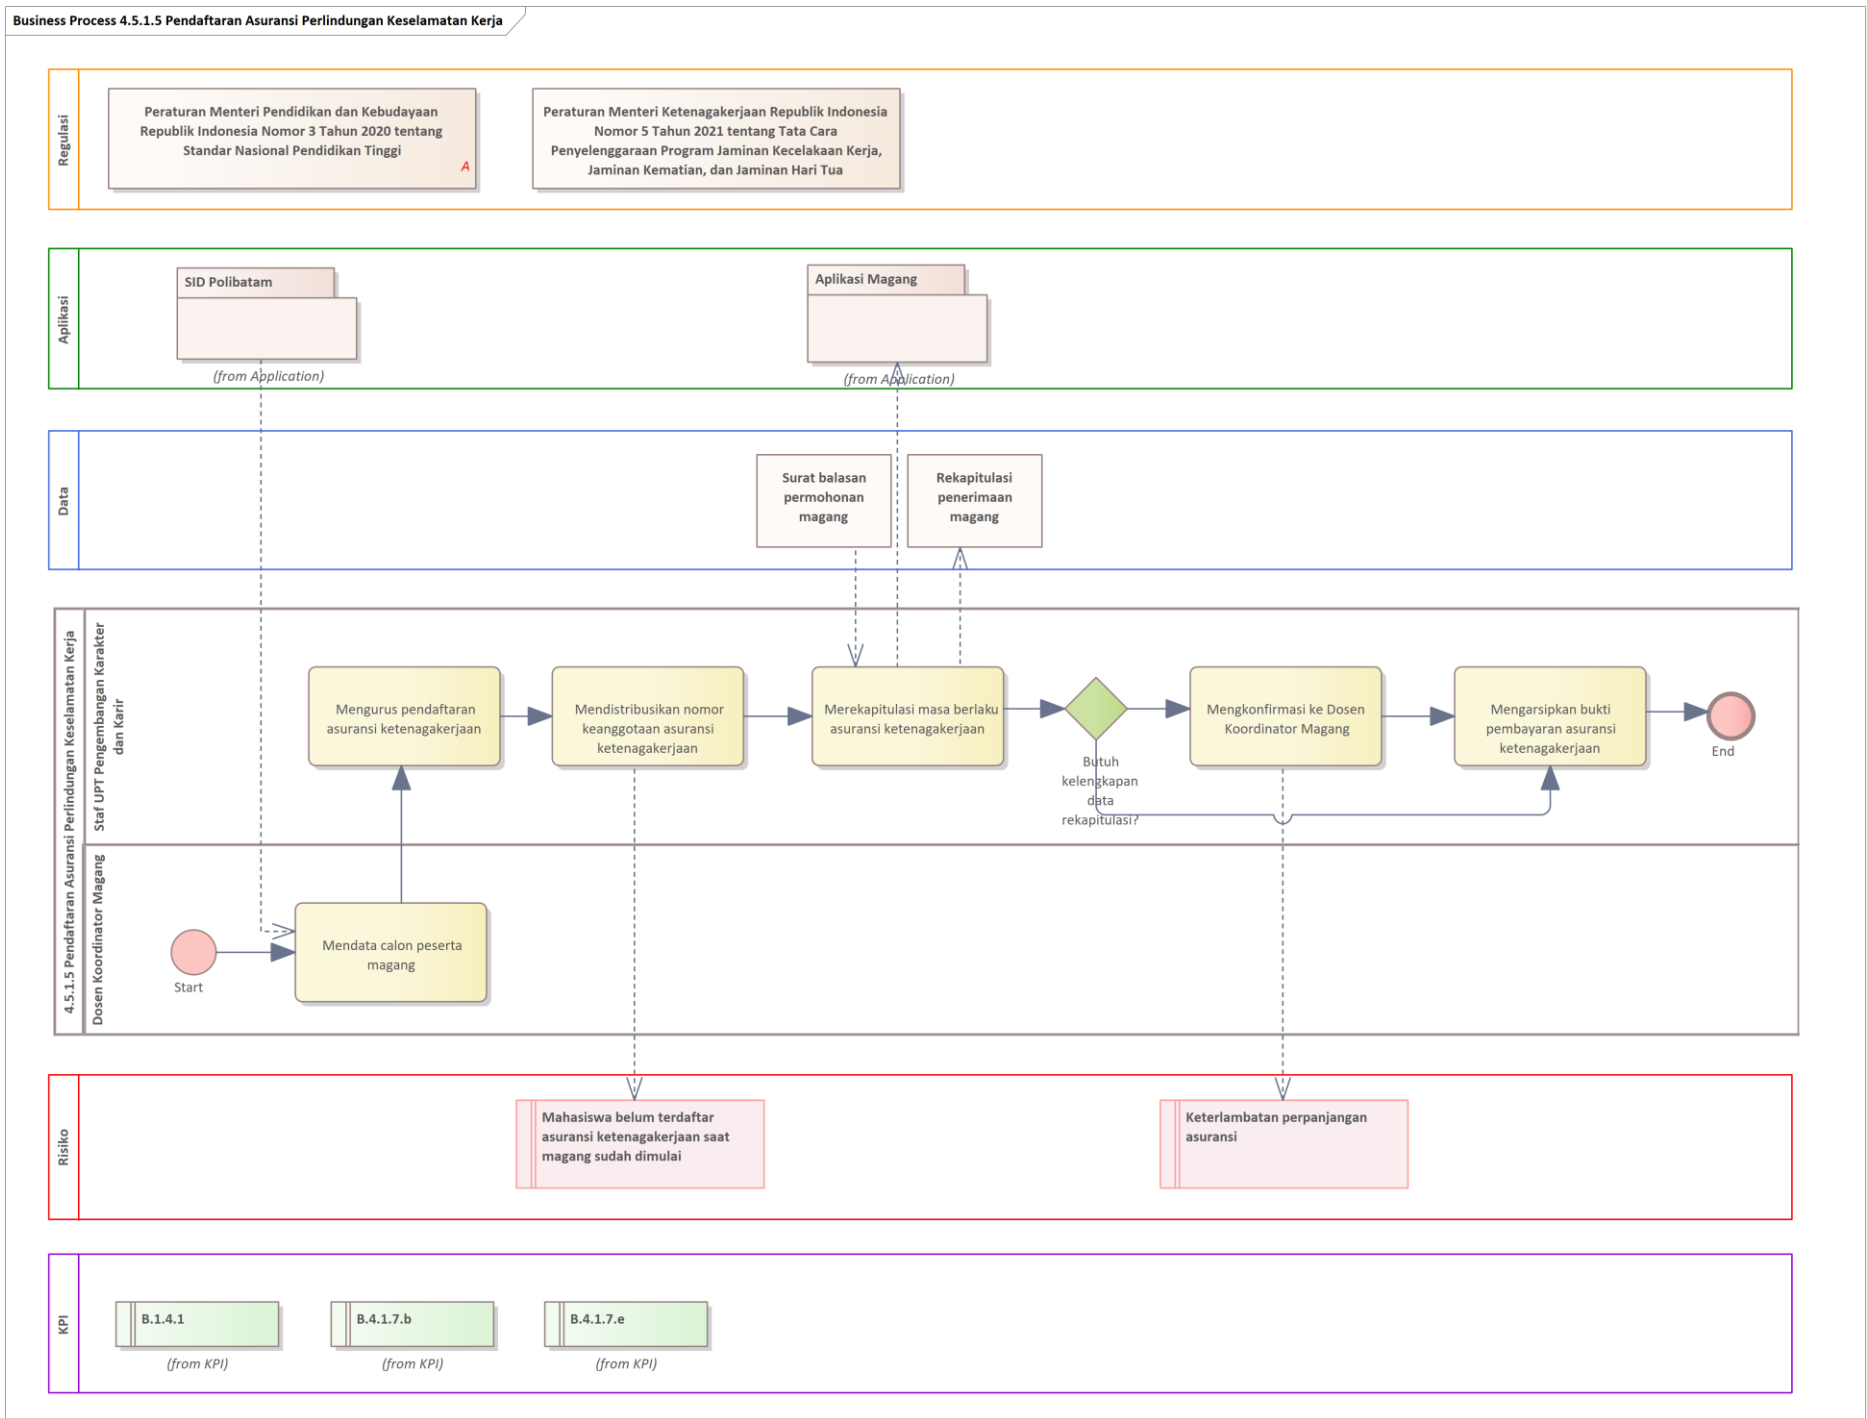 Business Process 4.5.1.5 Pendaftaran Asuransi Perlindungan Keselamatan Kerja
Regulasi
Peraturan Menteri Pendidikan dan Kebudayaan
Republik Indonesia Nomor 3 Tahun 2020 tentang
Standar Nasional Pendidikan Tinggi
A
Peraturan Menteri Ketenagakerjaan Republik Indonesia
Nomor 5 Tahun 2021 tentang Tata Cara
Penyelenggaraan Program Jaminan Kecelakaan Kerja,
Jaminan Kematian, dan Jaminan Hari Tua
Aplikasi
SID Polibatam
(from Application)
Aplikasi Magang
(from Application)
Data
Surat balasan
permohonan
magang
Rekapitulasi
penerimaan
magang
4.5.1.5 Pendaftaran Asuransi Perlindungan Keselamatan Kerja
Staf UPT Pengembangan Karakter
dan Karir
Mengurus pendaftaran
asuransi ketenagakerjaan
Mendistribusikan nomor
keanggotaan asuransi
ketenagakerjaan
Merekapitulasi masa berlaku
asuransi ketenagakerjaan
Butuh
kelengkapan
data
rekapitulasi?
Mengkonfirmasi ke Dosen
Koordinator Magang
Mengarsipkan bukti
pembayaran asuransi
ketenagakerjaan
End
Dosen Koordinator Magang
Start
Mendata calon peserta
magang
Risiko
Mahasiswa belum terdaftar
asuransi ketenagakerjaan saat
magang sudah dimulai
Keterlambatan perpanjangan
asuransi
KPI
B.1.4.1
(from KPI)
B.4.1.7.b
(from KPI)
B.4.1.7.e
(from KPI)